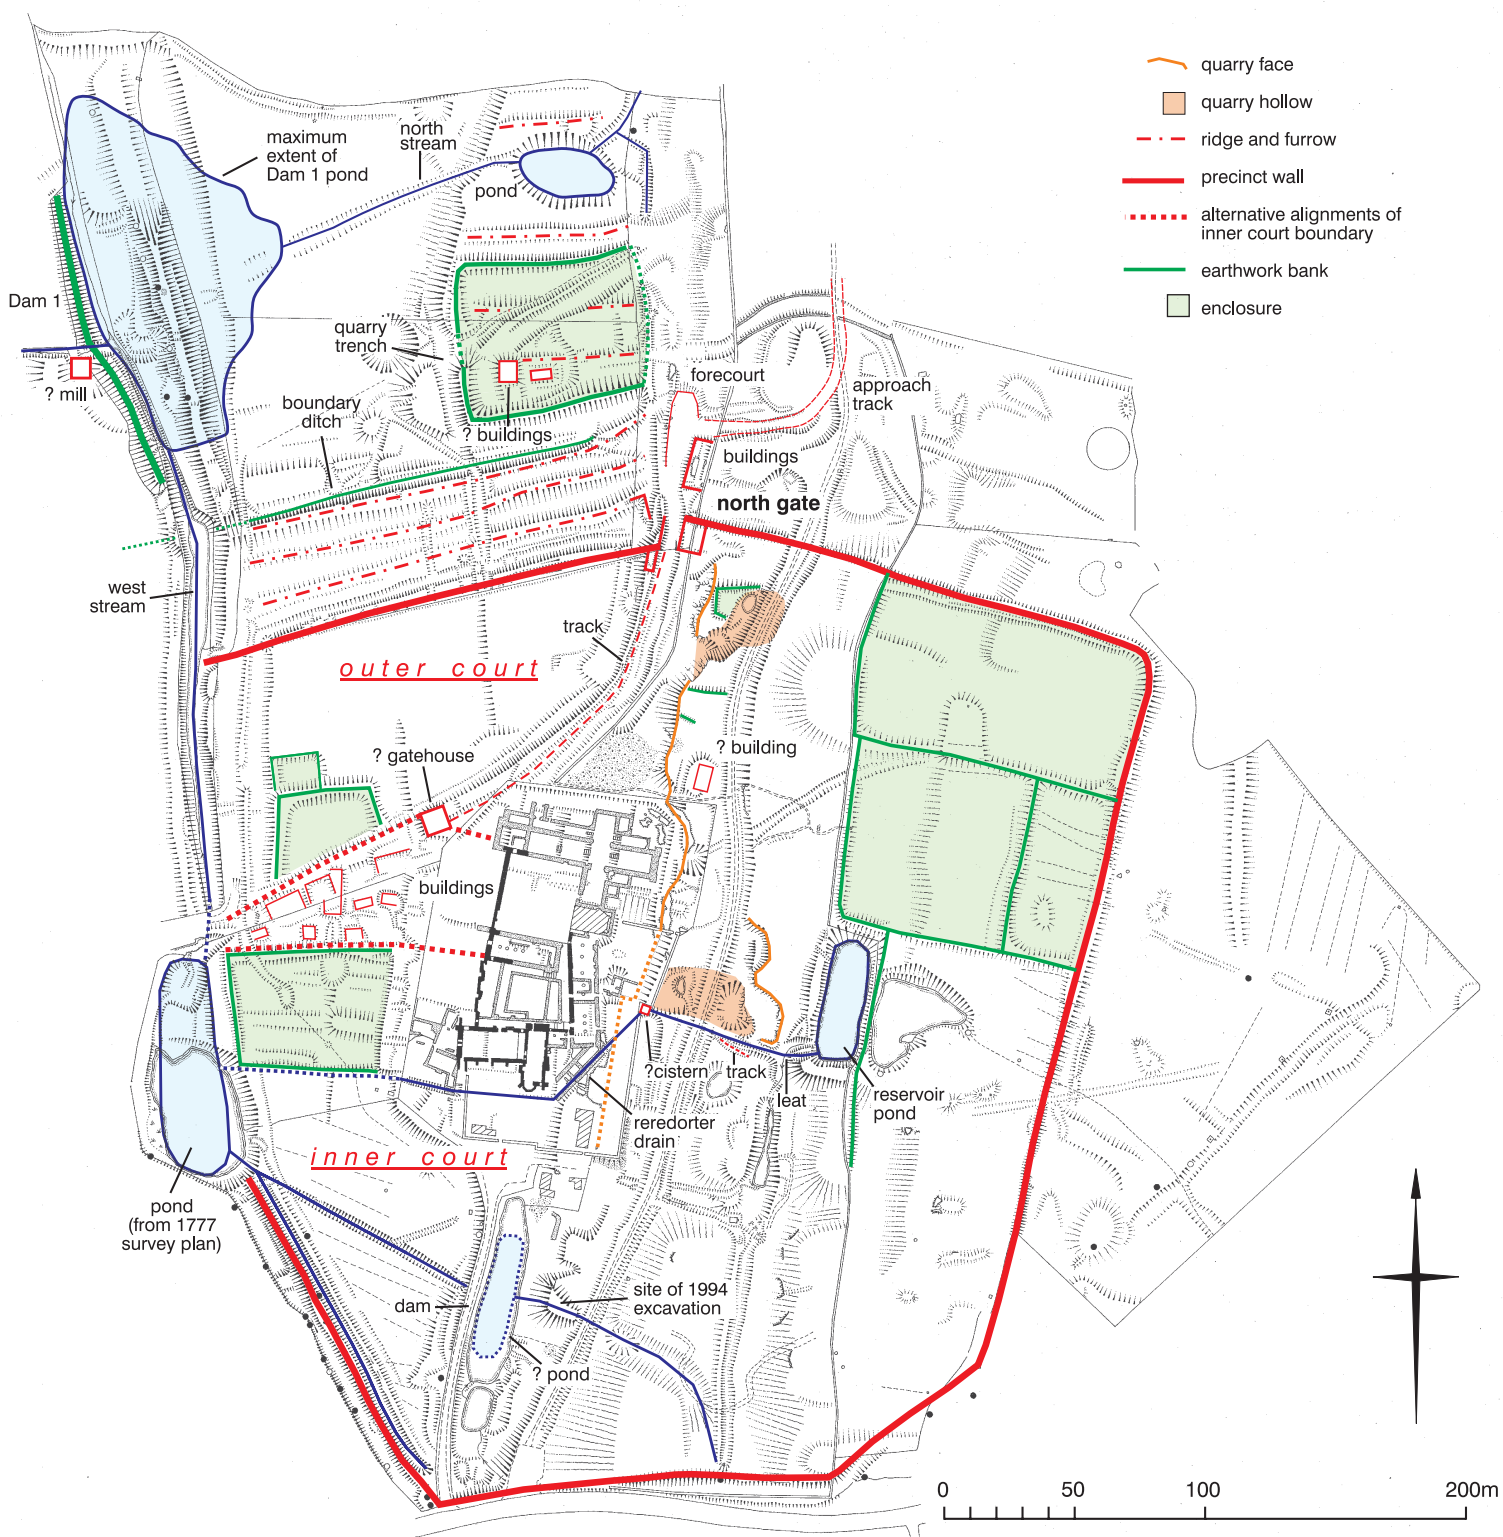 quarry face
quarry hollow
ridge and furrow
precinct wall
alternative alignments of
inner court boundary
earthwork bank
enclosure
maximum
extent of
Dam 1 pond
north
stream
pond
Dam 1
? mill
quarry
trench
boundary
ditch
? buildings
forecourt
approach
track
buildings
north gate
west
stream
track
outer court
? gatehouse
? building
buildings
?cistern
track
leat
reservoir
pond
reredorter
drain
inner court
pond
(from 1777
survey plan)
dam
site of 1994
excavation
? pond
0
50
100
200m